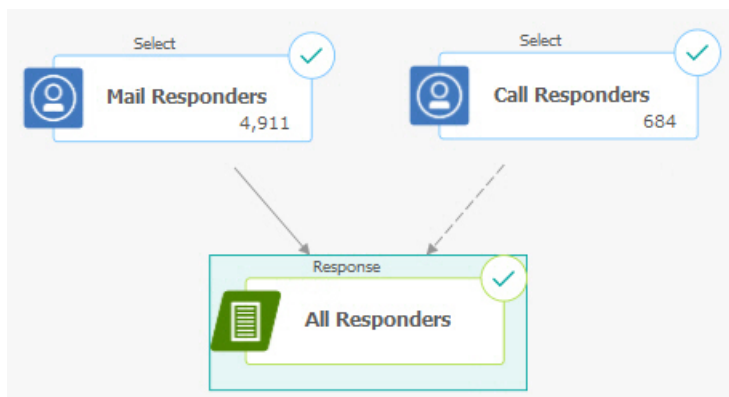 Select
Mail Responders
4,911
Select
Call Responders
684
Response
All Responders